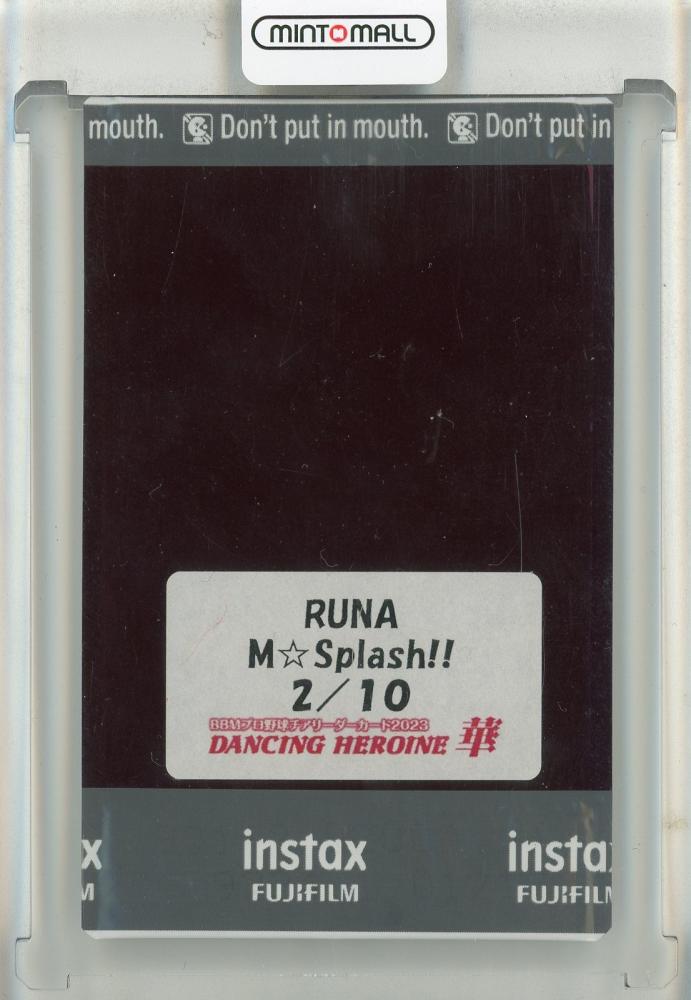 MINTMALL
mouth. Don't put in mouth. Don't put in
RUNA
M☆Splash!!
2/10
BBMプロ野球チアリーダーカード2023
DANCING HEROINE 華
x instax insta
M FUJIFILM FUJIFILM